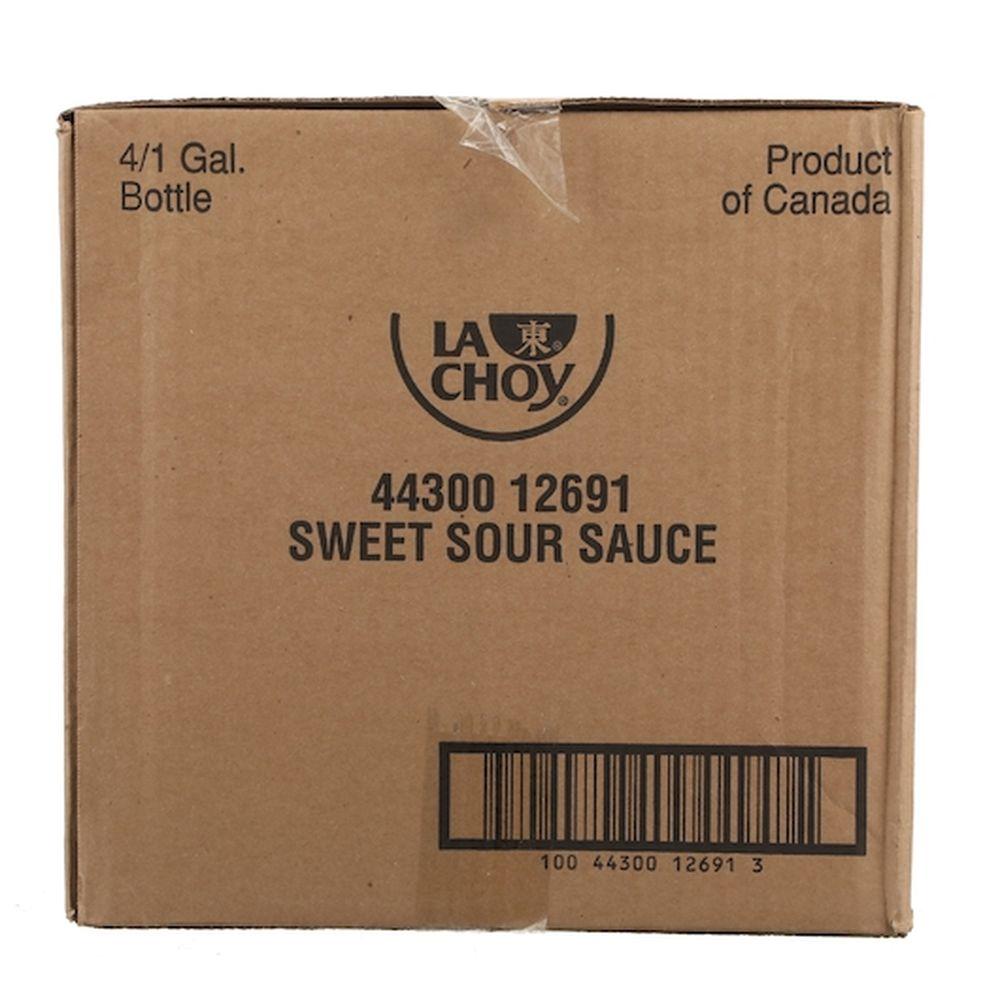 4/1 Gal.
Bottle
Product
of Canada
LA 東®
CHOY®
44300 12691
SWEET SOUR SAUCE
100 44300 12691 3